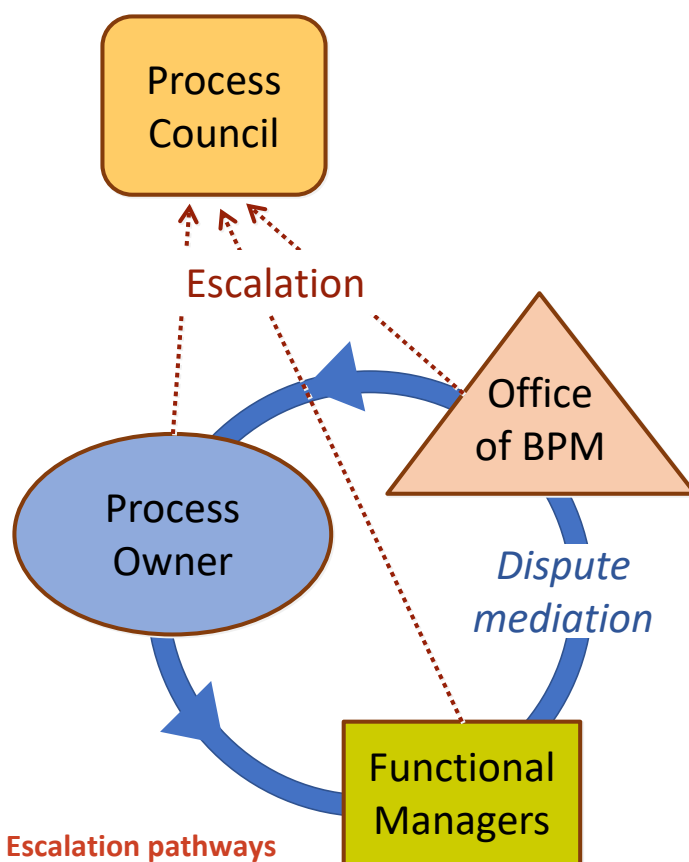 Process
Council
Escalation
Office
of BPM
Process
Owner
Dispute
mediation
Functional
Managers
Escalation pathways